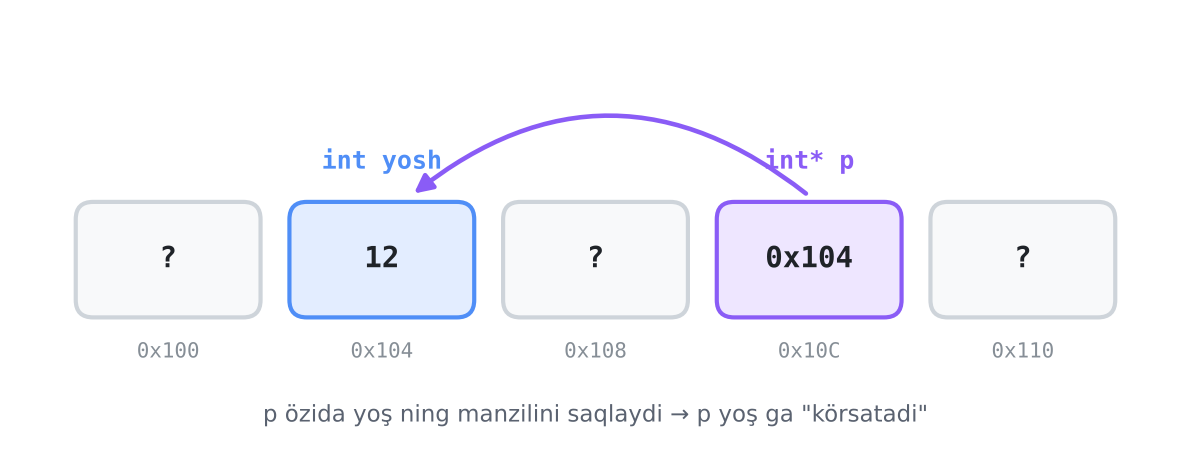 int yosh int* p
? 12 ? 0x104 ?
0x100 0x104 0x108 0x10C 0x110
p özida yoş ning manzilini saqlaydi → p yoş ga "körsatadi"